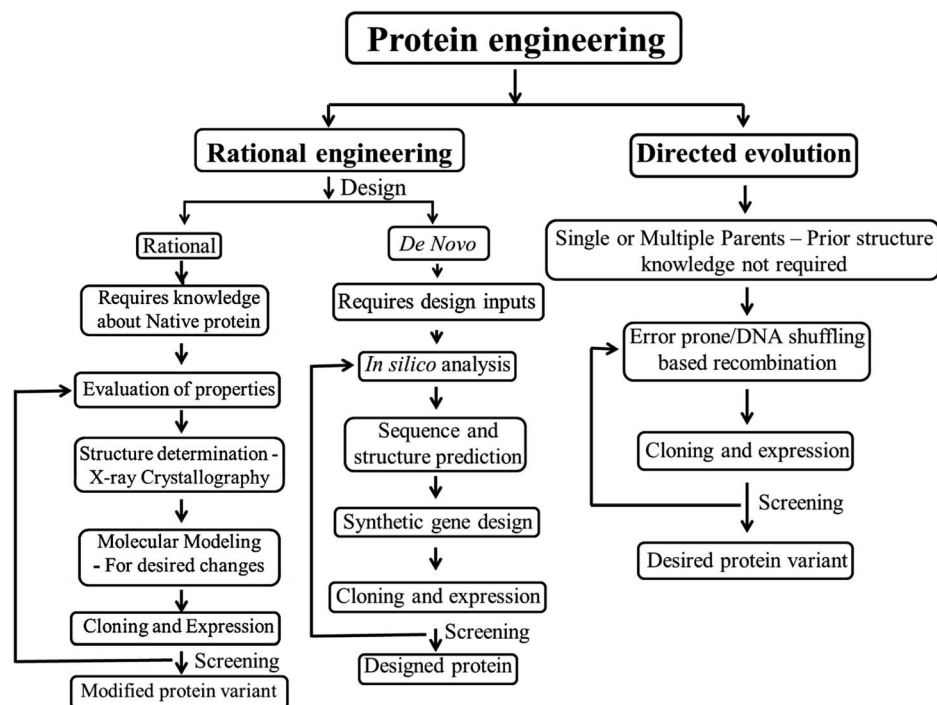 Protein engineering
Rational engineering
Design
Rational
Requires knowledge
about Native protein
Evaluation of properties
Structure determination -
X-ray Crystallography
Molecular Modeling
- For desired changes
Cloning and Expression
Screening
Modified protein variant
De Novo
Requires design inputs
In silico analysis
Sequence and
structure prediction
Synthetic gene design
Cloning and expression
Screening
Designed protein
Directed evolution
Single or Multiple Parents – Prior structure
knowledge not required
Error prone/DNA shuffling
based recombination
Cloning and expression
Screening
Desired protein variant